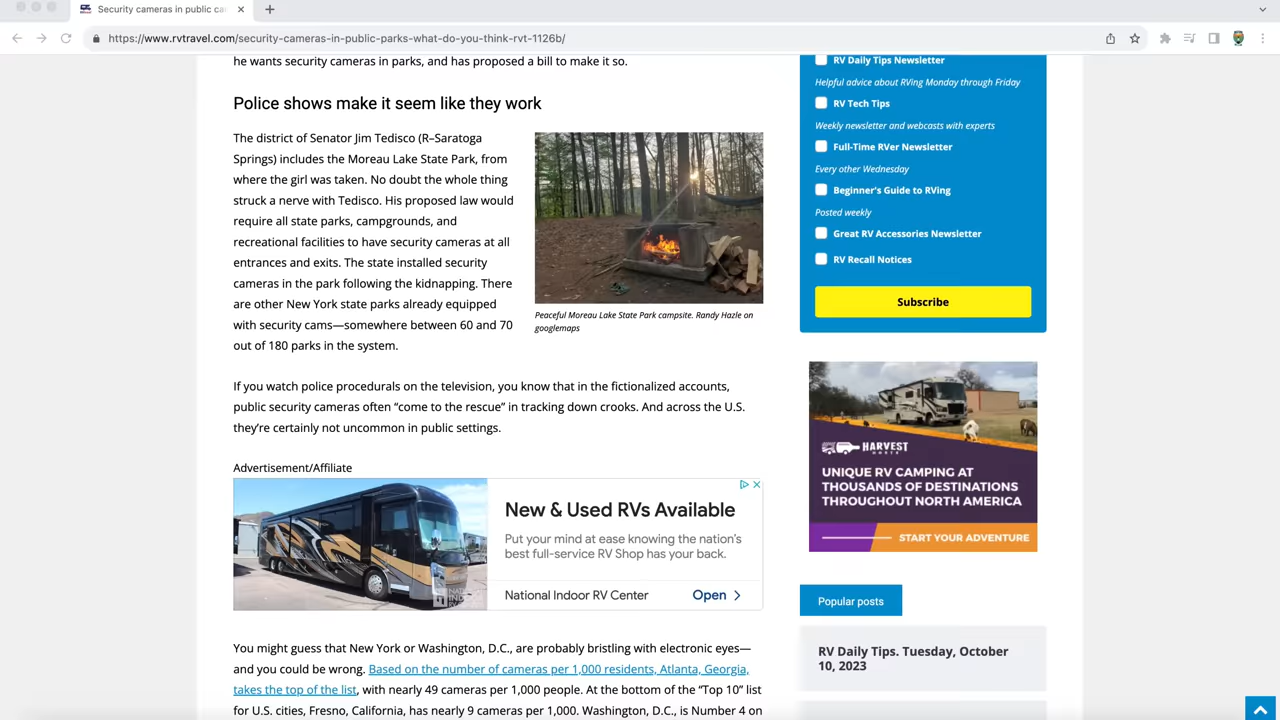 Security cameras in public ca
https://www.rvtravel.com/security-cameras-in-public-parks-what-do-you-think-rvt-1126b/
he wants security cameras in parks, and has proposed a bill to make it so.
Police shows make it seem like they work
The district of Senator Jim Tedisco (R–Saratoga
Springs) includes the Moreau Lake State Park, from
where the girl was taken. No doubt the whole thing
struck a nerve with Tedisco. His proposed law would
require all state parks, campgrounds, and
recreational facilities to have security cameras at all
entrances and exits. The state installed security
cameras in the park following the kidnapping. There
are other New York state parks already equipped
with security cams—somewhere between 60 and 70
out of 180 parks in the system.
Peaceful Moreau Lake State Park campsite. Randy Hazle on
googlemaps
If you watch police procedurals on the television, you know that in the fictionalized accounts,
public security cameras often “come to the rescue” in tracking down crooks. And across the U.S.
they’re certainly not uncommon in public settings.
Advertisement/Affiliate
New & Used RVs Available
Put your mind at ease knowing the nation's
best full-service RV Shop has your back.
National Indoor RV Center
Open
You might guess that New York or Washington, D.C., are probably bristling with electronic eyes—
and you could be wrong. Based on the number of cameras per 1,000 residents, Atlanta, Georgia,
takes the top of the list, with nearly 49 cameras per 1,000 people. At the bottom of the “Top 10” list
for U.S. cities, Fresno, California, has nearly 9 cameras per 1,000. Washington, D.C., is Number 4 on
RV Daily Tips Newsletter
Helpful advice about RVing Monday through Friday
RV Tech Tips
Weekly newsletter and webcasts with experts
Full-Time RVer Newsletter
Every other Wednesday
Beginner's Guide to RVing
Posted weekly
Great RV Accessories Newsletter
RV Recall Notices
Subscribe
HARVEST
HOSTS
UNIQUE RV CAMPING AT
THOUSANDS OF DESTINATIONS
THROUGHOUT NORTH AMERICA
START YOUR ADVENTURE
Popular posts
RV Daily Tips. Tuesday, October
10, 2023